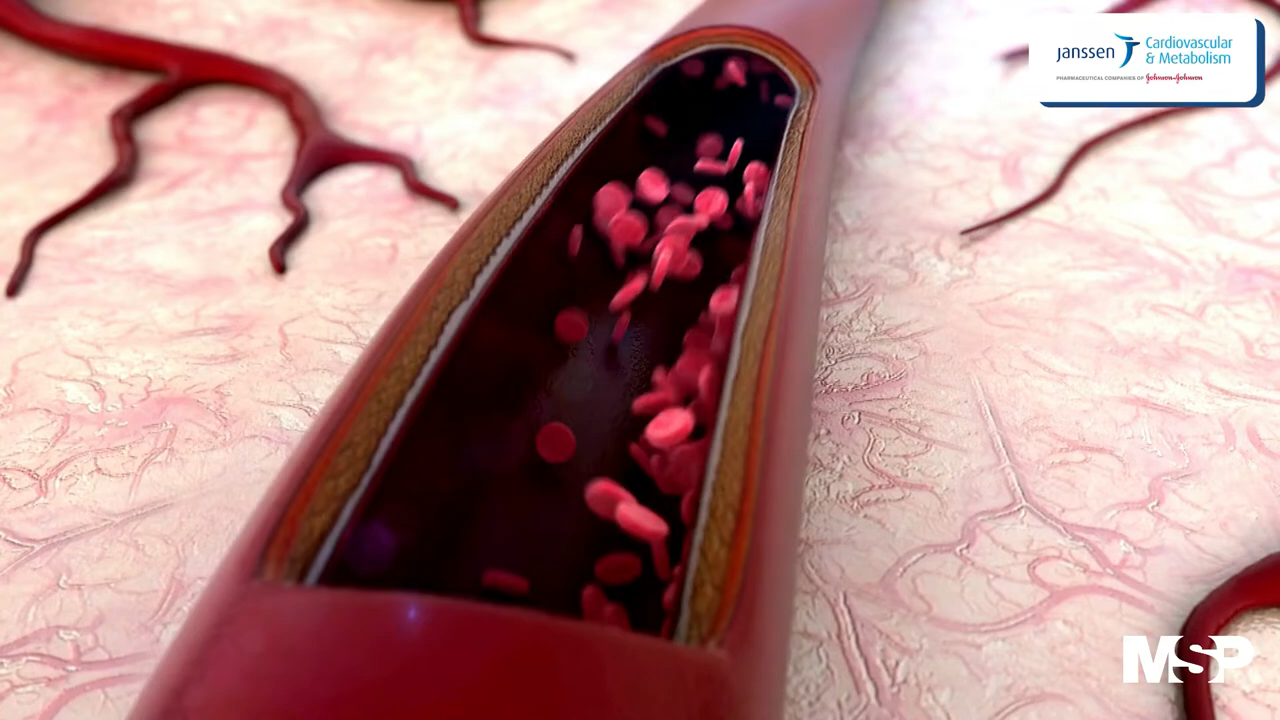 janssen
Cardiovascular
& Metabolism
PHARMACEUTICAL COMPANIES OF Johnson & Johnson
MSP